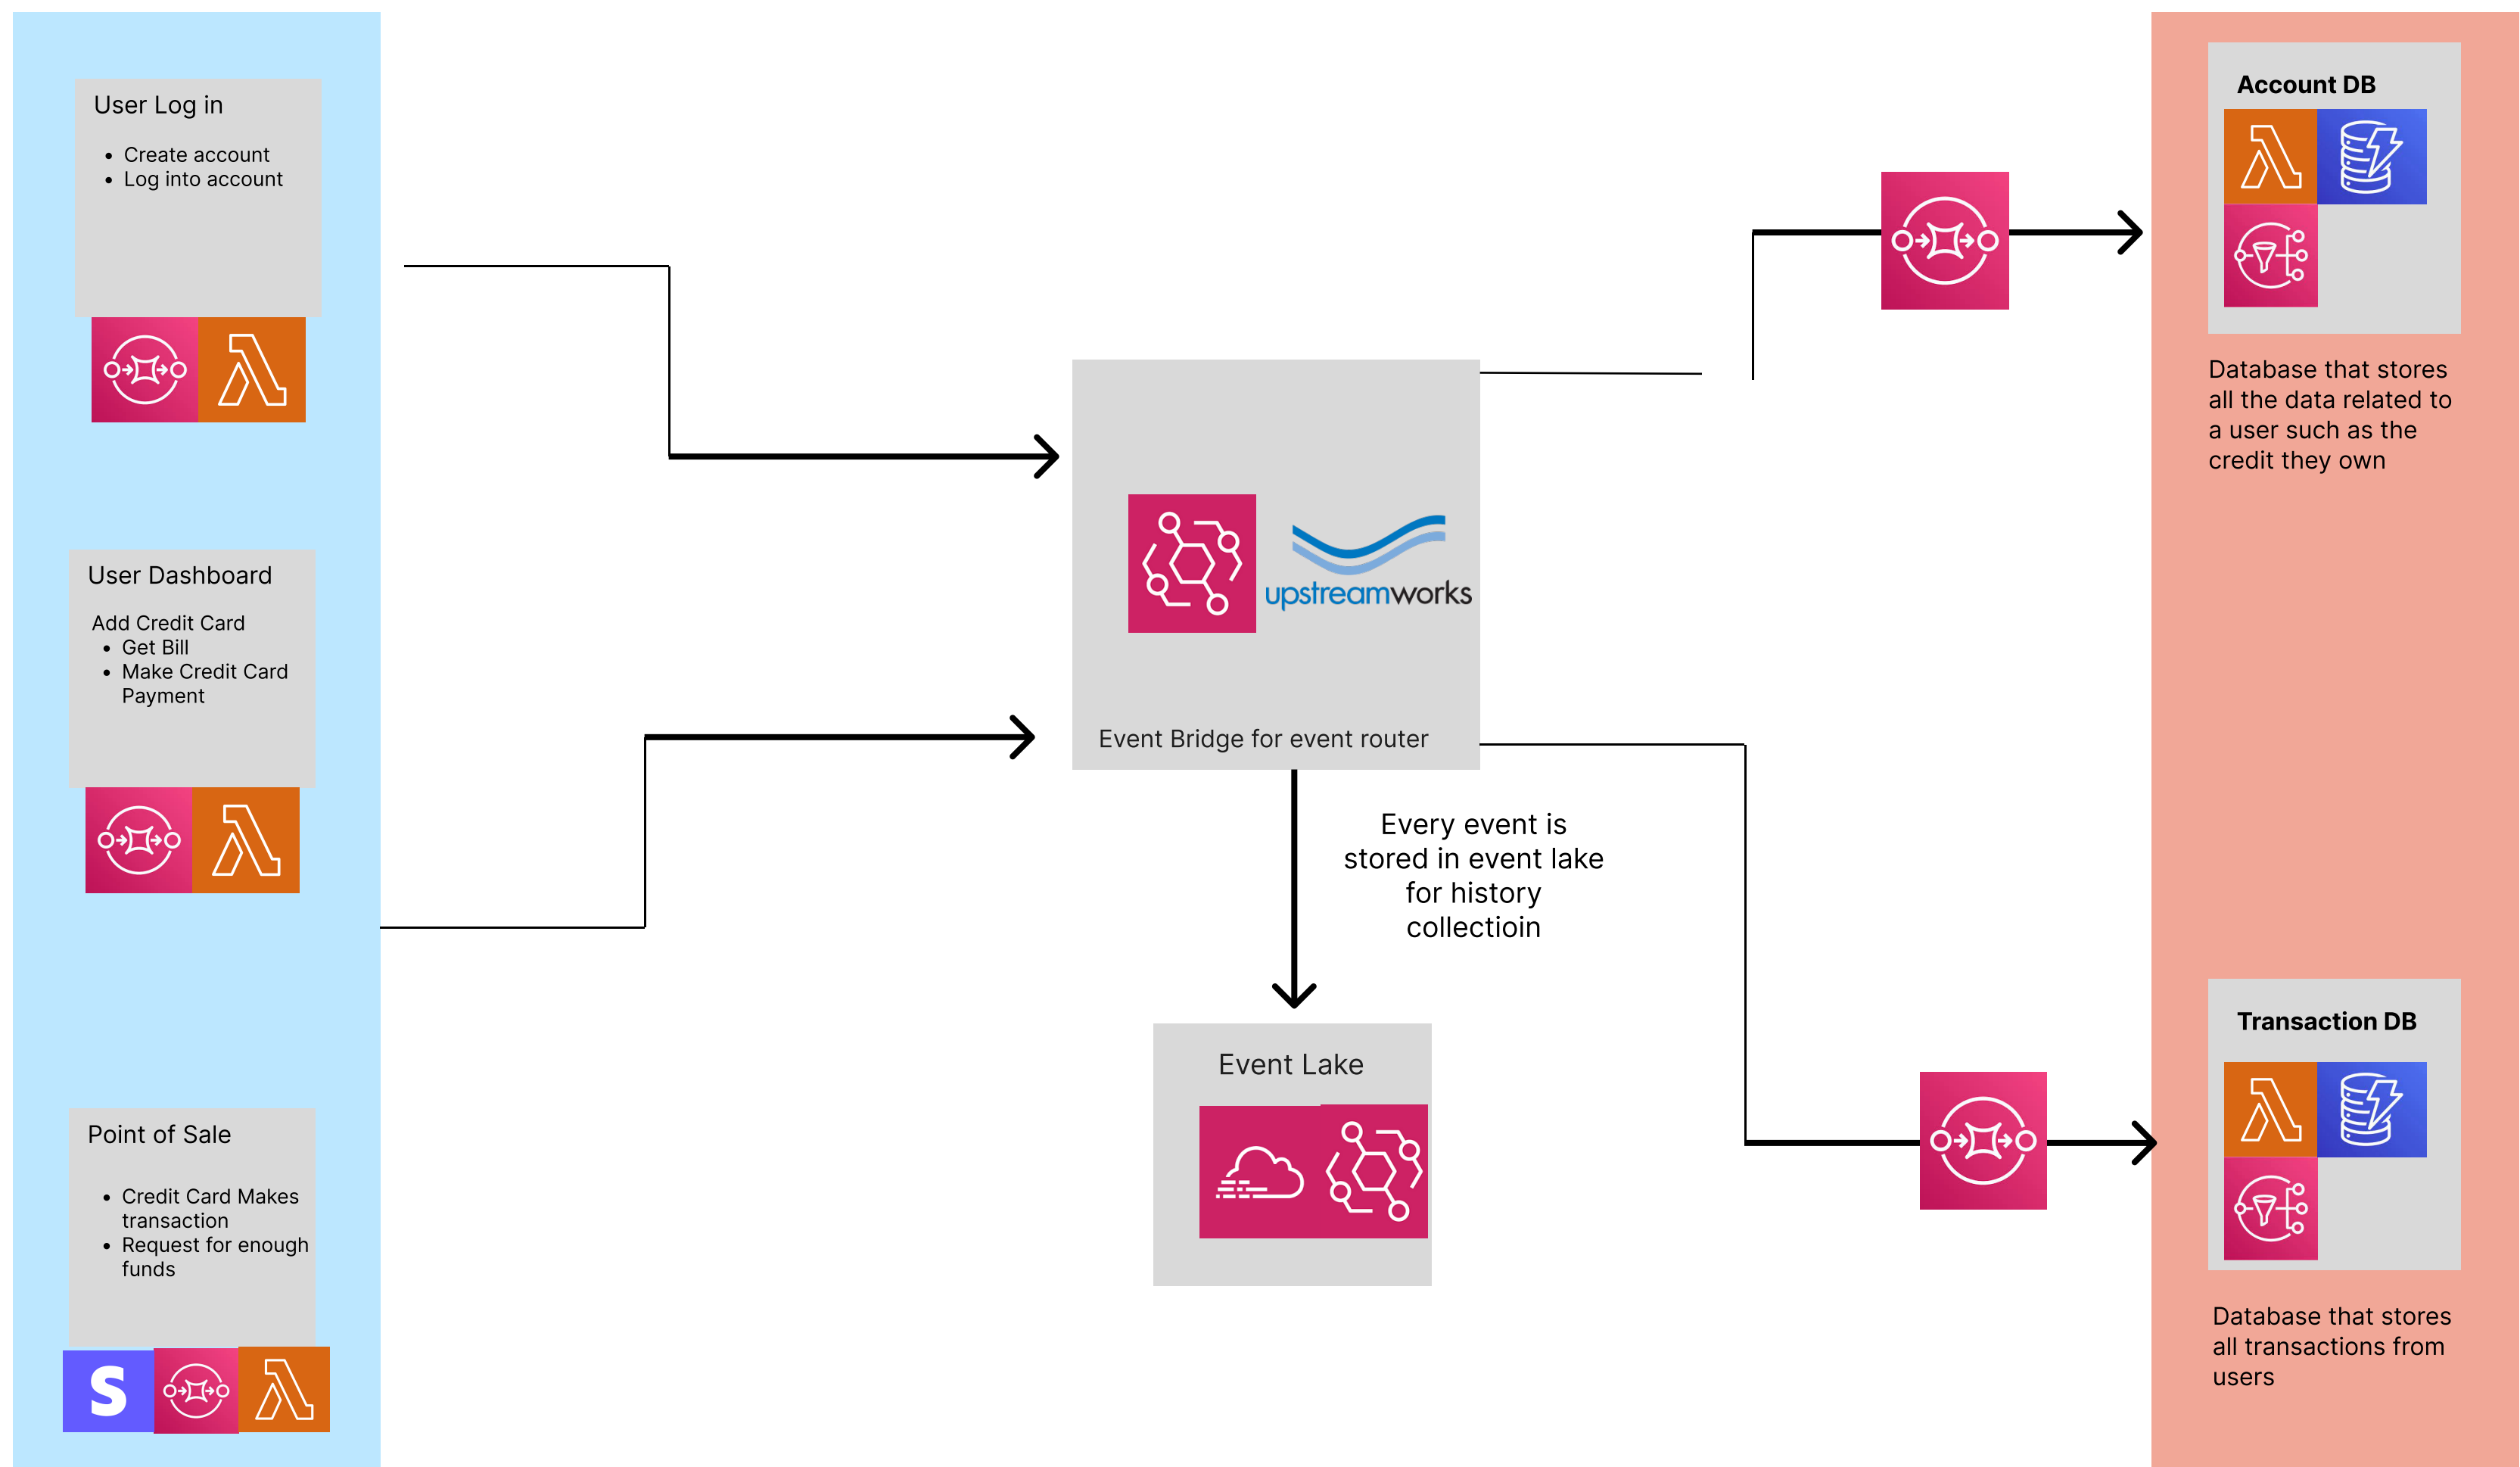 User Log in
• Create account
• Log into account
User Dashboard
Add Credit Card
• Get Bill
• Make Credit Card
Payment
Point of Sale
• Credit Card Makes
transaction
• Request for enough
funds
S
upstreamworks
Event Bridge for event router
Every event is
stored in event lake
for history
collectioin
Event Lake
Account DB
Database that stores
all the data related to
a user such as the
credit they own
Transaction DB
Database that stores
all transactions from
users